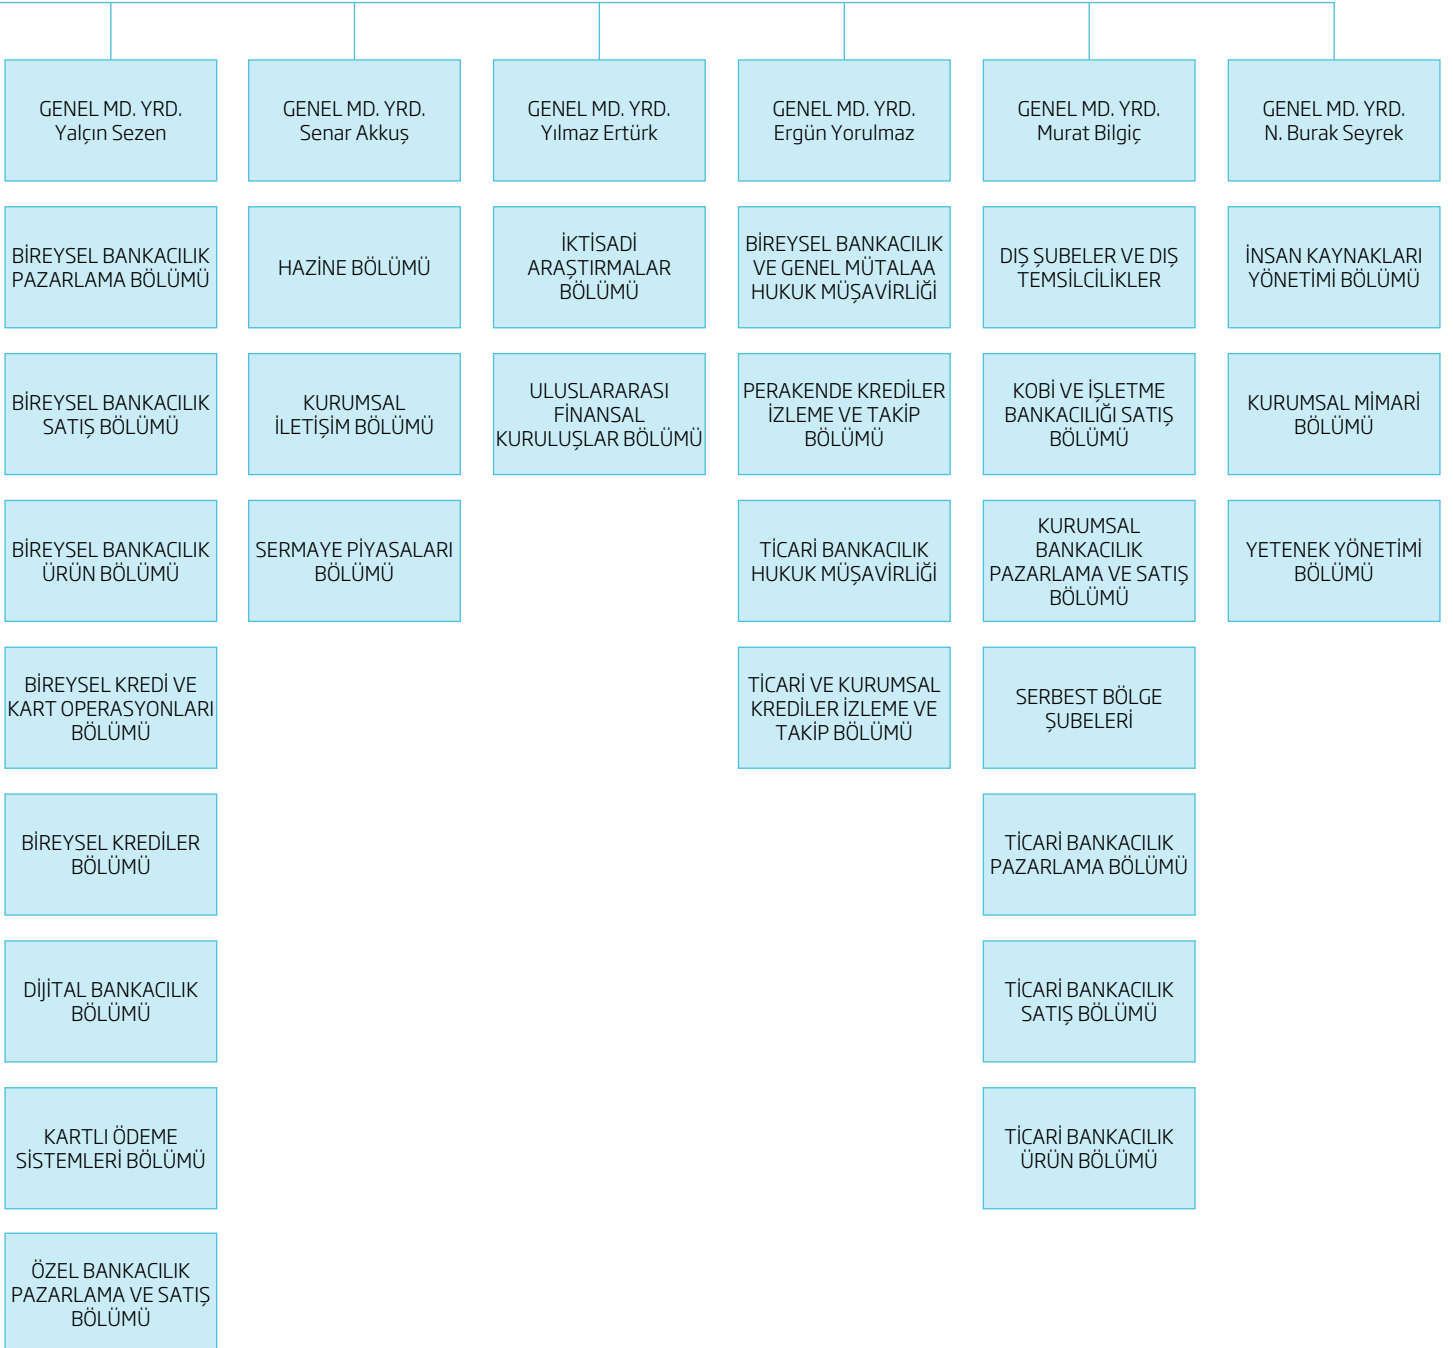 GENEL MD. YRD.
Yalçın Sezen
BİREYSEL BANKACILIK
PAZARLAMA BÖLÜMÜ
BİREYSEL BANKACILIK
SATIŞ BÖLÜMÜ
BİREYSEL BANKACILIK
ÜRÜN BÖLÜMÜ
BİREYSEL KREDİ VE
KART OPERASYONLARI
BÖLÜMÜ
BİREYSEL KREDİLER
BÖLÜMÜ
DİJİTAL BANKACILIK
BÖLÜMÜ
KARTLI ÖDEME
SİSTEMLERİ BÖLÜMÜ
ÖZEL BANKACILIK
PAZARLAMA VE SATIŞ
BÖLÜMÜ
GENEL MD. YRD.
Senar Akkuş
HAZİNE BÖLÜMÜ
KURUMSAL
İLETİŞİM BÖLÜMÜ
SERMAYE PİYASALARI
BÖLÜMÜ
GENEL MD. YRD.
Yılmaz Ertürk
İKTİSADİ
ARAŞTIRMALAR
BÖLÜMÜ
ULUSLARARASI
FİNANSAL
KURULUŞLAR BÖLÜMÜ
GENEL MD. YRD.
Ergün Yorulmaz
BİREYSEL BANKACILIK
VE GENEL MÜTALAA
HUKUK MÜŞAVİRLİĞİ
PERAKENDE KREDİLER
İZLEME VE TAKİP
BÖLÜMÜ
TİCARİ BANKACILIK
HUKUK MÜŞAVİRLİĞİ
TİCARİ VE KURUMSAL
KREDİLER İZLEME VE
TAKİP BÖLÜMÜ
GENEL MD. YRD.
Murat Bilgiç
DIŞ ŞUBELER VE DIŞ
TEMSİLCİLİKLER
KOBİ VE İŞLETME
BANKACILIĞI SATIŞ
BÖLÜMÜ
KURUMSAL
BANKACILIK
PAZARLAMA VE SATIŞ
BÖLÜMÜ
SERBEST BÖLGE
ŞUBELERİ
TİCARİ BANKACILIK
PAZARLAMA BÖLÜMÜ
TİCARİ BANKACILIK
SATIŞ BÖLÜMÜ
TİCARİ BANKACILIK
ÜRÜN BÖLÜMÜ
GENEL MD. YRD.
N. Burak Seyrek
İNSAN KAYNAKLARI
YÖNETİMİ BÖLÜMÜ
KURUMSAL MİMARİ
BÖLÜMÜ
YETENEK YÖNETİMİ
BÖLÜMÜ